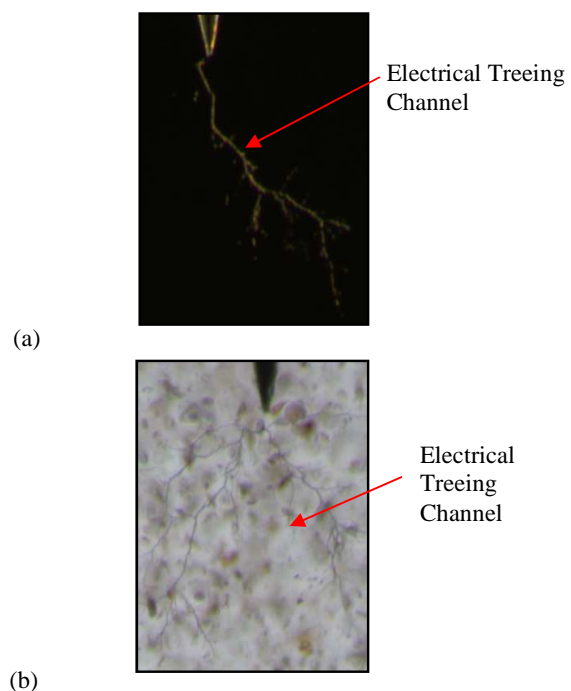 Electrical Treeing
Channel
(a)
Electrical
Treeing
Channel
(b)